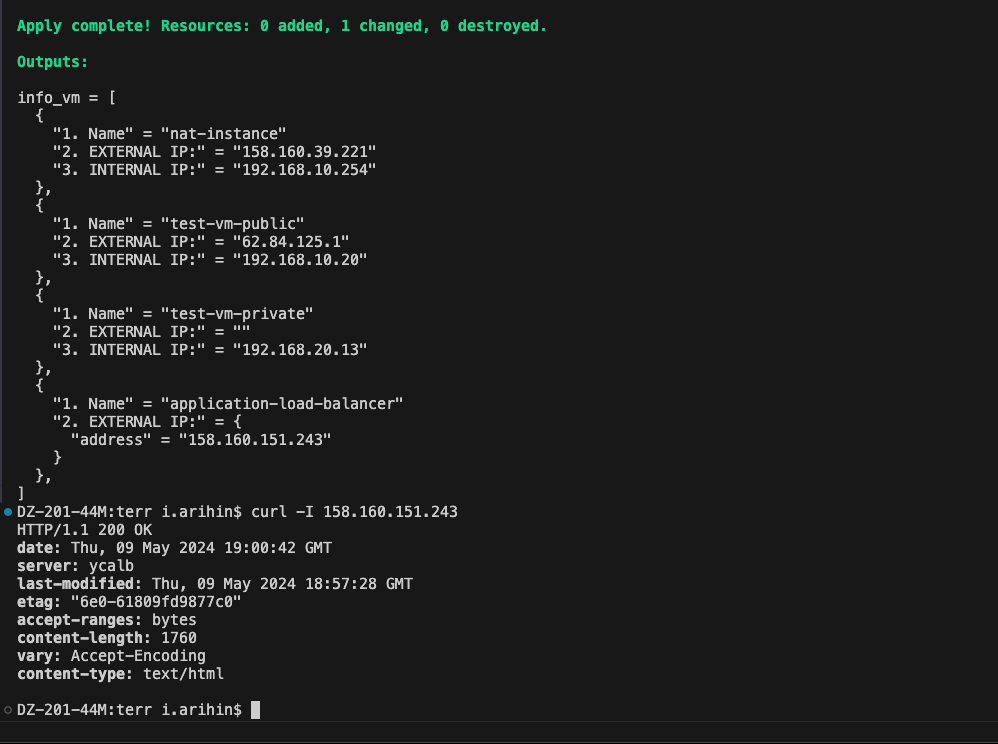 Apply complete! Resources: 0 added, 1 changed, 0 destroyed.
Outputs:
info_vm = [
  {
    "1. Name" = "nat-instance"
    "2. EXTERNAL IP:" = "158.160.39.221"
    "3. INTERNAL IP:" = "192.168.10.254"
  },
  {
    "1. Name" = "test-vm-public"
    "2. EXTERNAL IP:" = "62.84.125.1"
    "3. INTERNAL IP:" = "192.168.10.20"
  },
  {
    "1. Name" = "test-vm-private"
    "2. EXTERNAL IP:" = ""
    "3. INTERNAL IP:" = "192.168.20.13"
  },
  {
    "1. Name" = "application-load-balancer"
    "2. EXTERNAL IP:" = {
      "address" = "158.160.151.243"
    }
  },
]
DZ-201-44M:terr i.arihin$ curl -I 158.160.151.243
HTTP/1.1 200 OK
date: Thu, 09 May 2024 19:00:42 GMT
server: ycalb
last-modified: Thu, 09 May 2024 18:57:28 GMT
etag: "6e0-61809fd9877c0"
accept-ranges: bytes
content-length: 1760
vary: Accept-Encoding
content-type: text/html
DZ-201-44M:terr i.arihin$